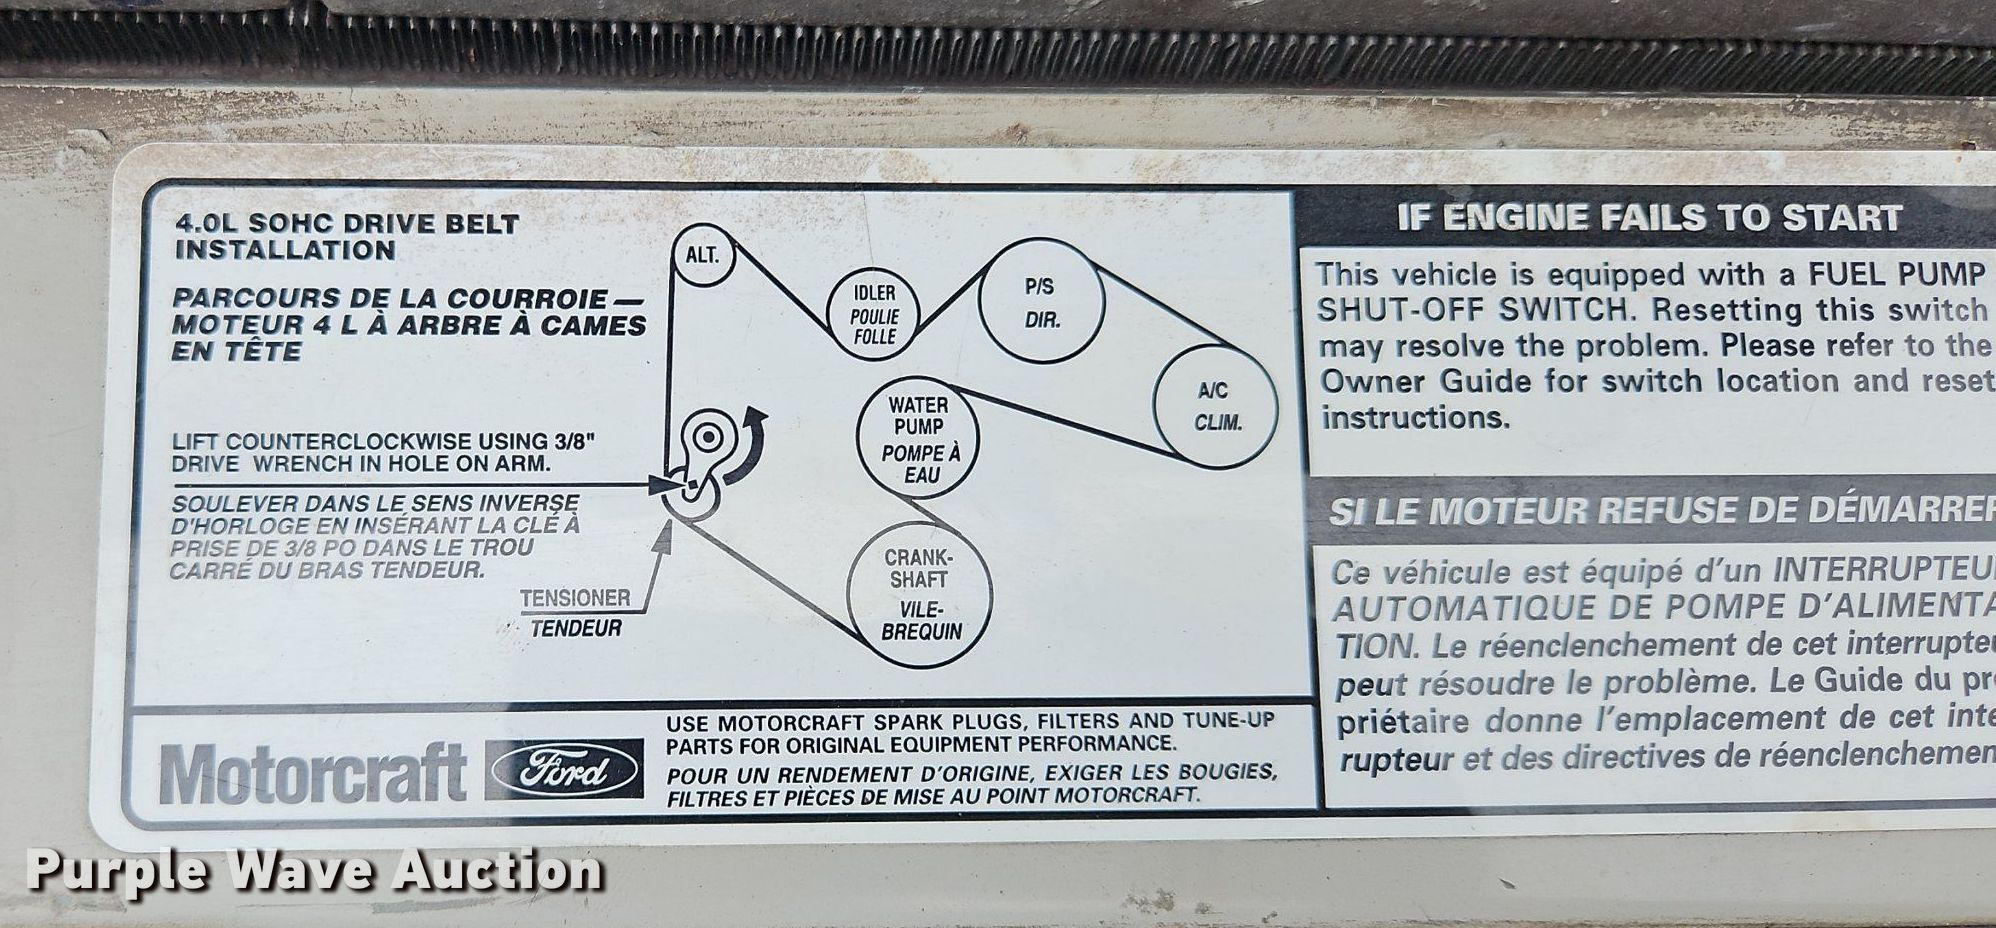 4.0L SOHC DRIVE BELT
INSTALLATION
PARCOURS DE LA COURROIE —
MOTEUR 4 L À ARBRE À CAMES
EN TÊTE
LIFT COUNTERCLOCKWISE USING 3/8"
DRIVE WRENCH IN HOLE ON ARM.
SOULEVER DANS LE SENS INVERSE
D'HORLOGE EN INSÉRANT LA CLÉ À
PRISE DE 3/8 PO DANS LE TROU
CARRÉ DU BRAS TENDEUR.
TENSIONER
TENDEUR
ALT.
IDLER
POULIE
FOLLE
P/S
DIR.
A/C
CLIM.
WATER
PUMP
POMPE À
EAU
CRANK-
SHAFT
VILE-
BREQUIN
Motorcraft
Ford
USE MOTORCRAFT SPARK PLUGS, FILTERS AND TUNE-UP
PARTS FOR ORIGINAL EQUIPMENT PERFORMANCE.
POUR UN RENDEMENT D'ORIGINE, EXIGER LES BOUGIES,
FILTRES ET PIÈCES DE MISE AU POINT MOTORCRAFT.
IF ENGINE FAILS TO START
This vehicle is equipped with a FUEL PUMP
SHUT-OFF SWITCH. Resetting this switch
may resolve the problem. Please refer to the
Owner Guide for switch location and reset
instructions.
SI LE MOTEUR REFUSE DE DÉMARRER
Ce véhicule est équipé d'un INTERRUPTEU
AUTOMATIQUE DE POMPE D'ALIMENTA
TION. Le réenclenchement de cet interrupteu
peut résoudre le problème. Le Guide du pro
priétaire donne l'emplacement de cet inte
rupteur et des directives de réenclenchemen
Purple Wave Auction